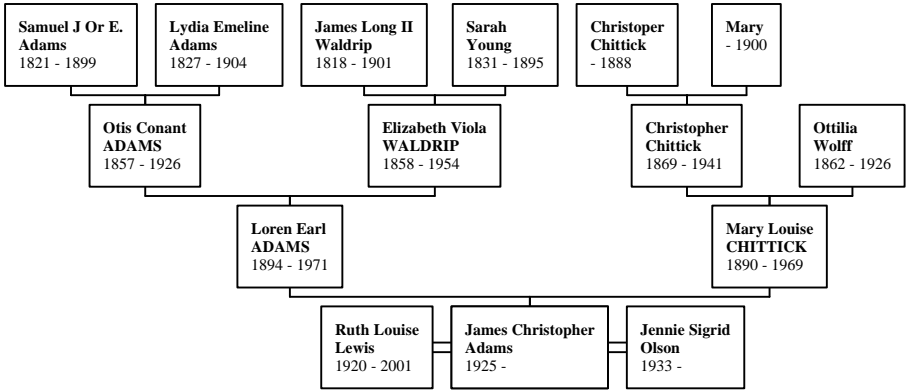 Samuel J Or E.
Adams
1821 - 1899
Lydia Emeline
Adams
1827 - 1904
James Long II
Waldrip
1818 - 1901
Sarah
Young
1831 - 1895
Christoper
Chittick
- 1888
Mary
- 1900
Otis Conant
ADAMS
1857 - 1926
Elizabeth Viola
WALDRIP
1858 - 1954
Christopher
Chittick
1869 - 1941
Ottilia
Wolff
1862 - 1926
Loren Earl
ADAMS
1894 - 1971
Mary Louise
CHITTICK
1890 - 1969
Ruth Louise
Lewis
1920 - 2001
James Christopher
Adams
1925 -
Jennie Sigrid
Olson
1933 -